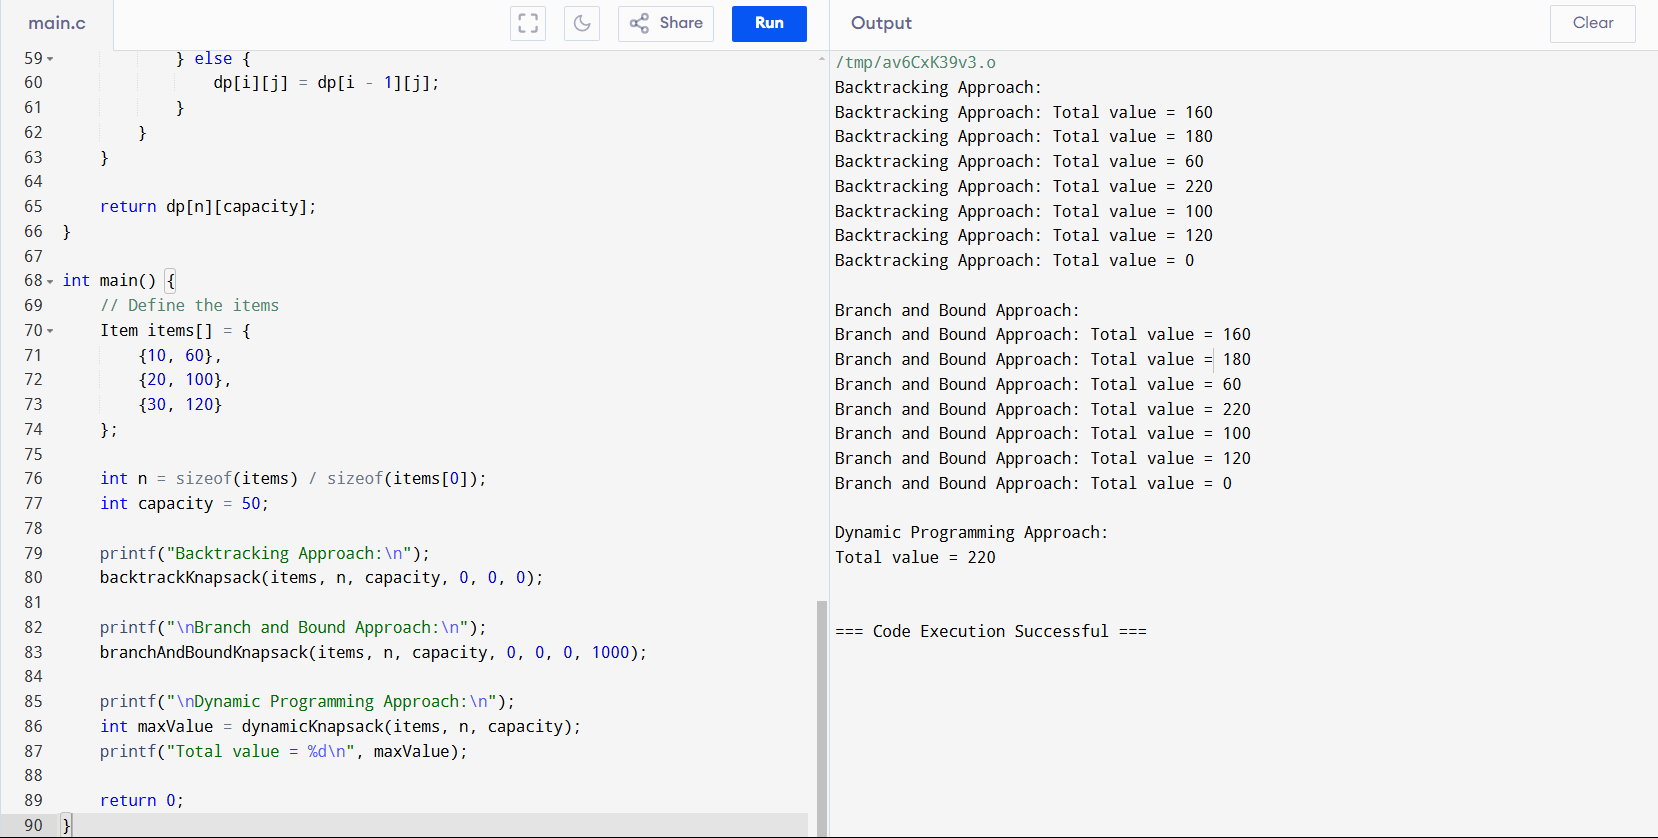 main.c
Share
Run
59 } else {
60 dp[i][j] = dp[i - 1][j];
61 }
62 }
63 }
64
65 return dp[n][capacity];
66 }
67
68 int main() {
69 // Define the items
70 Item items[] = {
71 {10, 60},
72 {20, 100},
73 {30, 120}
74 };
75
76 int n = sizeof(items) / sizeof(items[0]);
77 int capacity = 50;
78
79 printf("Backtracking Approach:\n");
80 backtrackKnapsack(items, n, capacity, 0, 0, 0);
81
82 printf("\nBranch and Bound Approach:\n");
83 branchAndBoundKnapsack(items, n, capacity, 0, 0, 0, 1000);
84
85 printf("\nDynamic Programming Approach:\n");
86 int maxValue = dynamicKnapsack(items, n, capacity);
87 printf("Total value = %d\n", maxValue);
88
89 return 0;
90 }
Output
Clear
/tmp/av6CxK39v3.o
Backtracking Approach:
Backtracking Approach: Total value = 160
Backtracking Approach: Total value = 180
Backtracking Approach: Total value = 60
Backtracking Approach: Total value = 220
Backtracking Approach: Total value = 100
Backtracking Approach: Total value = 120
Backtracking Approach: Total value = 0
Branch and Bound Approach:
Branch and Bound Approach: Total value = 160
Branch and Bound Approach: Total value = 180
Branch and Bound Approach: Total value = 60
Branch and Bound Approach: Total value = 220
Branch and Bound Approach: Total value = 100
Branch and Bound Approach: Total value = 120
Branch and Bound Approach: Total value = 0
Dynamic Programming Approach:
Total value = 220
=== Code Execution Successful ===